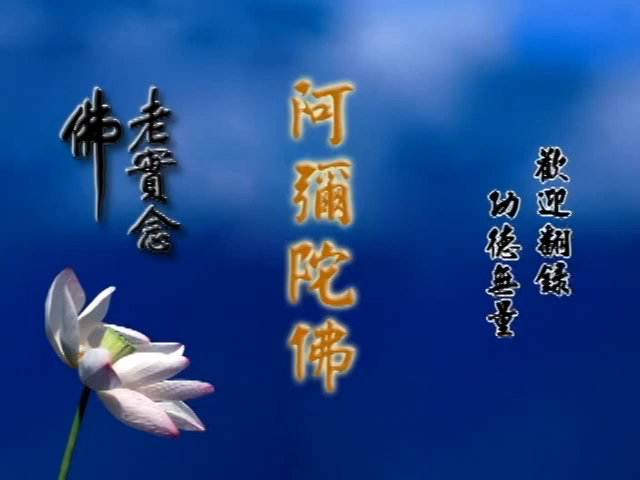 歡迎翻錄
功德無量
阿彌陀佛
老實念
佛